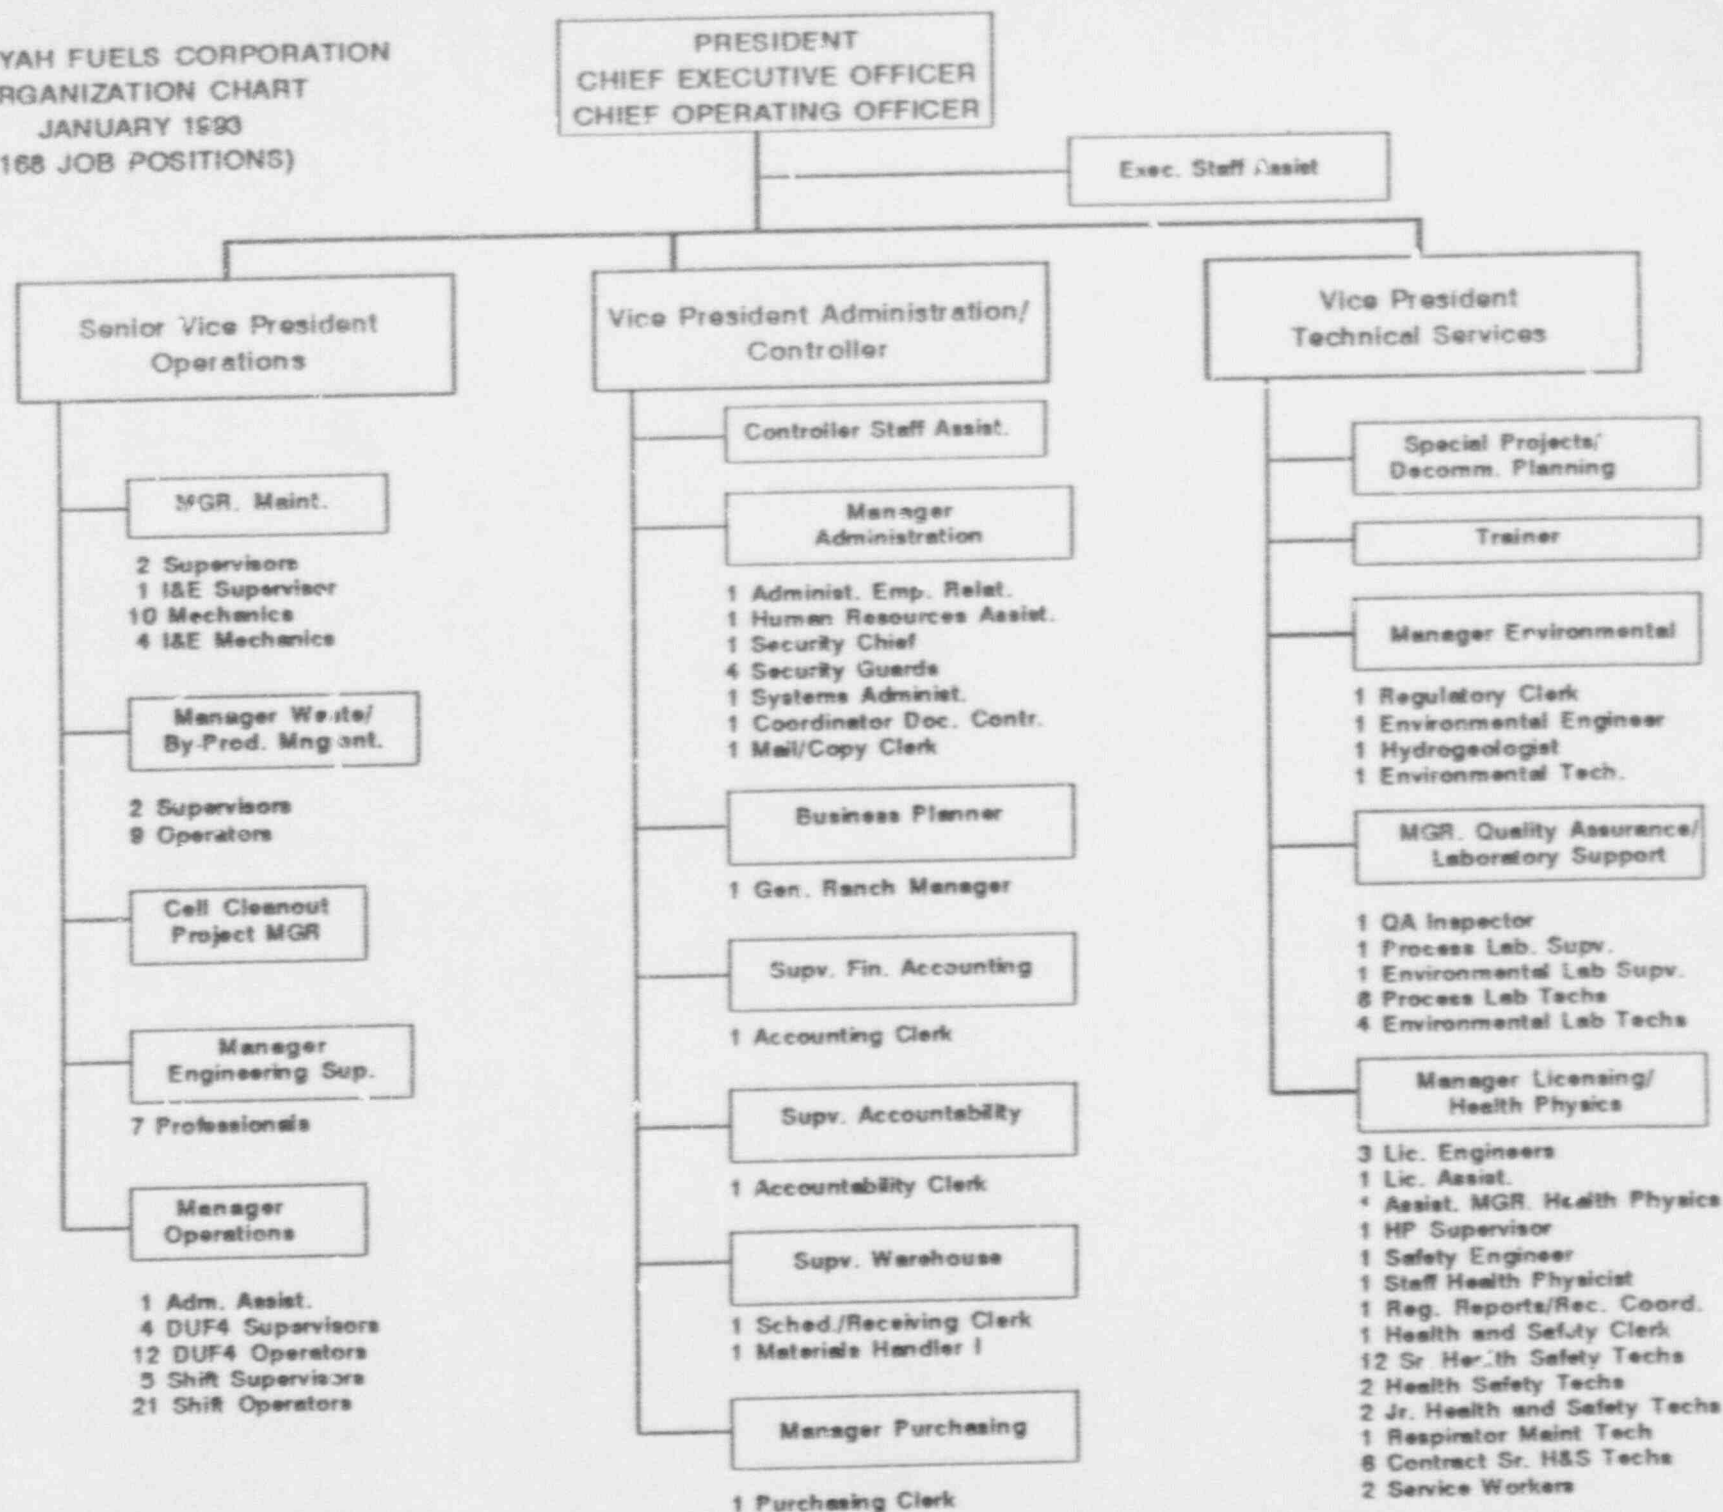 YAH FUELS CORPORATION
RGANIZATION CHART
JANUARY 1993
168 JOB POSITIONS)
PRESIDENT
CHIEF EXECUTIVE OFFICER
CHIEF OPERATING OFFICER
Exec. Staff Assist
Senior Vice President
Operations
MGR. Maint.
2 Supervisors
1 I&E Supervisor
10 Mechanics
4 I&E Mechanics
Manager Waste/
By-Prod. Mngmnt.
2 Supervisors
9 Operators
Cell Cleanout
Project MGR
Manager
Engineering Sup.
7 Professionals
Manager
Operations
1 Adm. Assist.
4 DUF4 Supervisors
12 DUF4 Operators
5 Shift Supervisors
21 Shift Operators
Vice President Administration/
Controller
Controller Staff Assist.
Manager
Administration
1 Administ. Emp. Relat.
1 Human Resources Assist.
1 Security Chief
4 Security Guards
1 Systems Administ.
1 Coordinator Doc. Contr.
1 Mail/Copy Clerk
Business Planner
1 Gen. Ranch Manager
Supv. Fin. Accounting
1 Accounting Clerk
Supv. Accountability
1 Accountability Clerk
Supv. Warehouse
1 Sched./Receiving Clerk
1 Materials Handler I
Manager Purchasing
1 Purchasing Clerk
Vice President
Technical Services
Special Projects/
Decomm. Planning
Trainer
Manager Environmental
1 Regulatory Clerk
1 Environmental Engineer
1 Hydrogeologist
1 Environmental Tech.
MGR. Quality Assurance/
Laboratory Support
1 QA Inspector
1 Process Lab. Supv.
1 Environmental Lab Supv.
Process Lab Techs
4 Environmental Lab Techs
Manager Licensing/
Health Physics
3 Lic. Engineers
1 Lic. Assist.
Assist. MGR. Health Physics
1 HP Supervisor
1 Safety Engineer
1 Staff Health Physicist
1 Reg. Reports/Rec. Coord.
1 Health and Safety Clerk
12 Sr Health Safety Techs
2 Health Safety Techs
2 Jr. Health and Safety Techs
1 Respirator Maint Tech
Contract Sr. H&S Techs
2 Service Workers